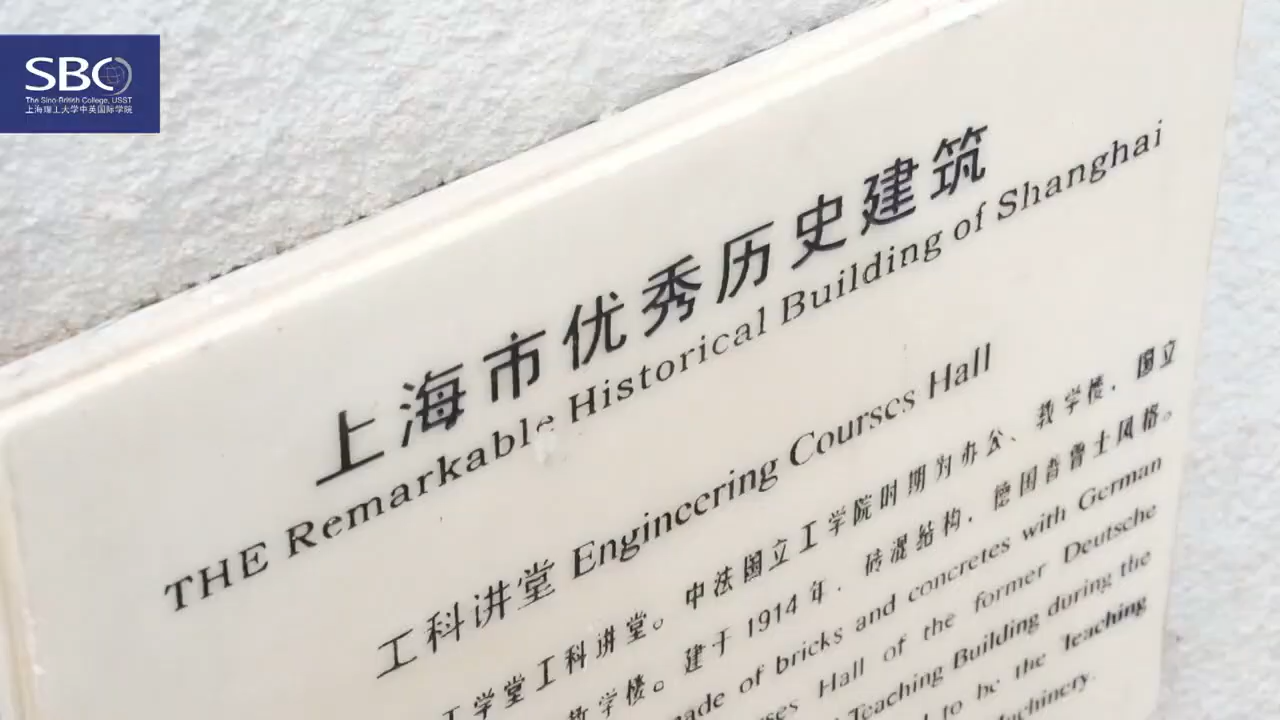 SBC
The Sino-British College, USST
上海理工大学中英国际学院
上海市优秀历史建筑
THE Remarkable Historical Building of Shanghai
工科讲堂 Engineering Courses Hall
工学堂工科讲堂。中法国立工学院时期为办公、教学楼,国立
教学楼。建于1914年,砖混结构,德国普鲁士风格。
made of bricks and concretes with German
Hall of the former Deutsche
Teaching Building during the
to be the Teaching
Machinery.